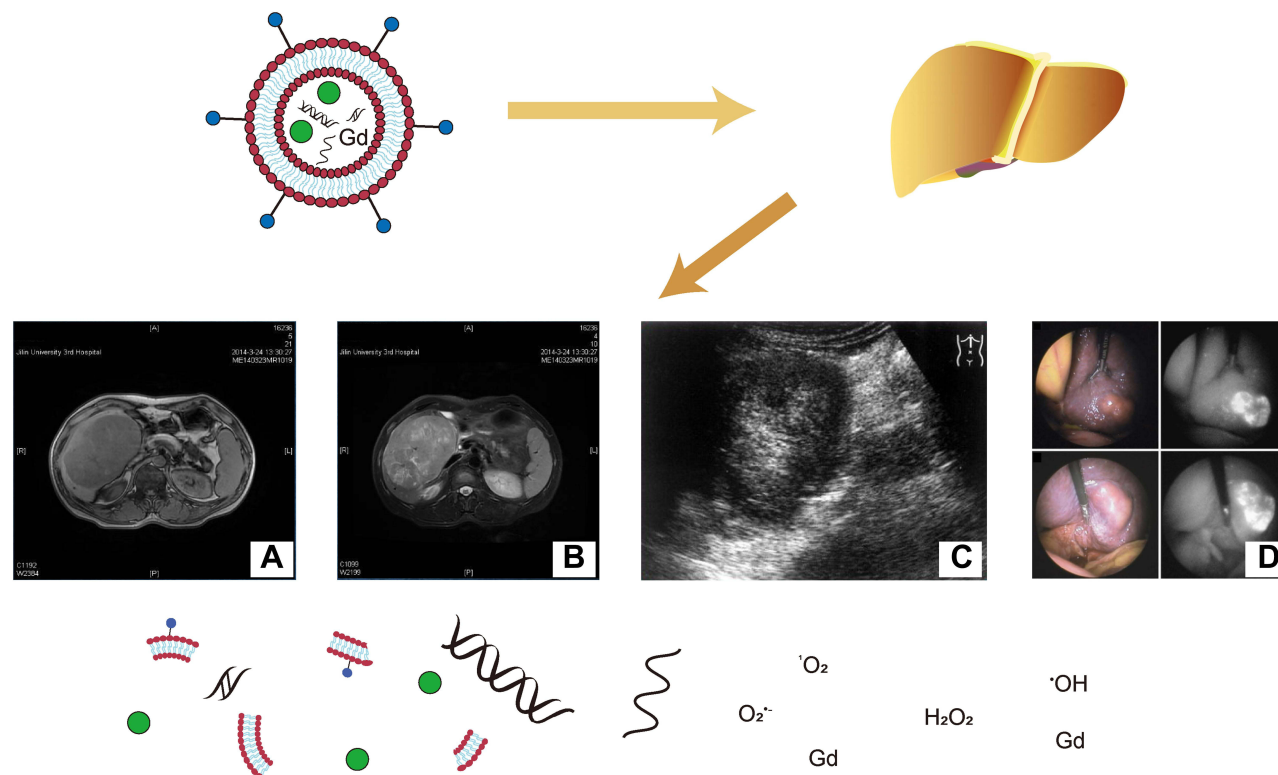 Gd
[A]
16236
5
21
Jilin University 3rd Hospital
2014-3-24 13:30:27
ME140323MR1019
[R]
[L]
C1192
W2384
[P]
A
[A]
16236
4
10
Jilin University 3rd Hospital
2014-3-24 13:30:27
ME140323MR1019
[R]
[L]
C1099
W2199
[P]
B
C
D
¹O₂
•OH
O₂•-
H₂O₂
Gd
Gd